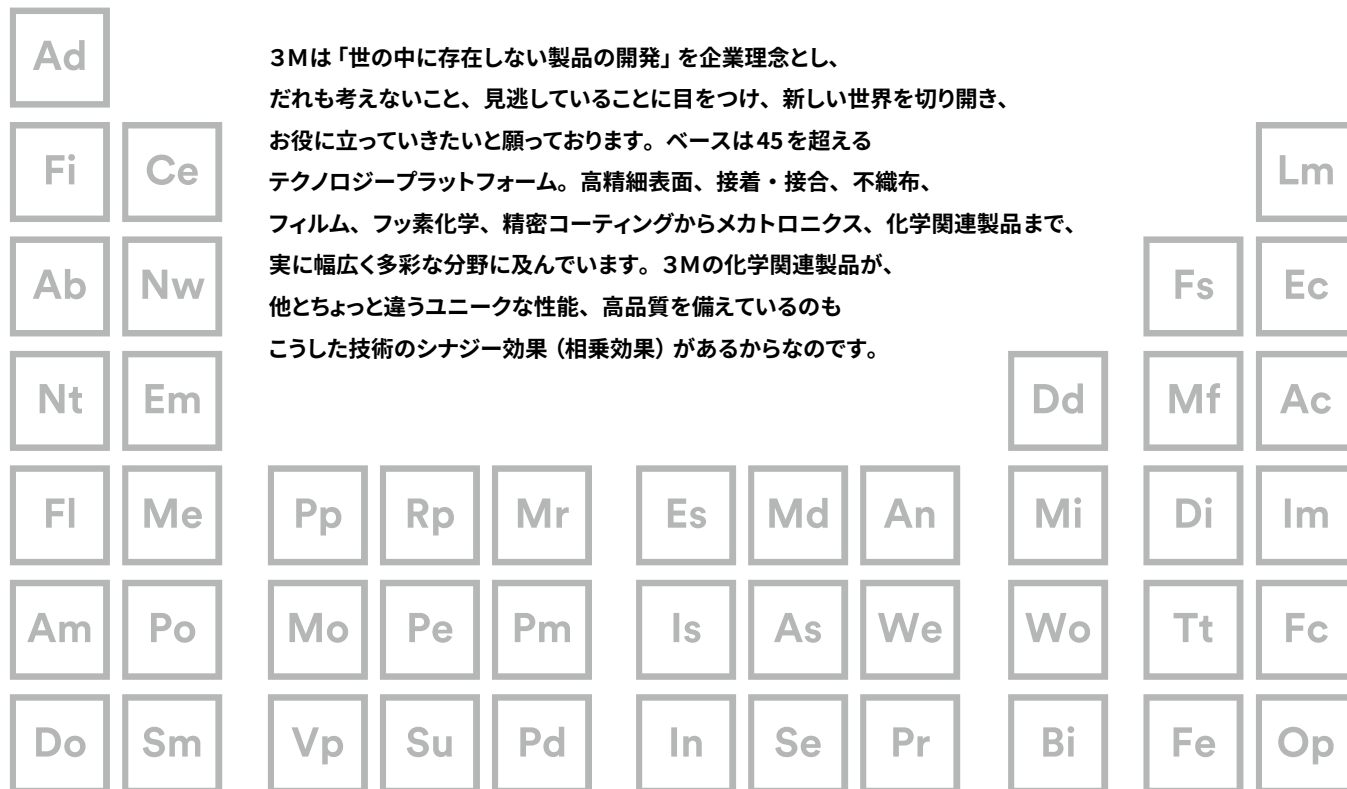 Ad
3Mは「世の中に存在しない製品の開発」を企業理念とし、
だれも考えないこと、見逃していることに目をつけ、新しい世界を切り開き、
お役に立っていきたいと願っております。ベースは45を超える
テクノロジープラットフォーム。高精細表面、接着・接合、不織布、
フィルム、フッ素化学、精密コーティングからメカトロニクス、化学関連製品まで、
実に幅広く多彩な分野に及んでいます。3Mの化学関連製品が、
他とちょっと違うユニークな性能、高品質を備えているのも
こうした技術のシナジー効果(相乗効果)があるからなのです。
Fi Ce Lm
Ab Nw Fs Ec
Nt Em Dd Mf Ac
Fl Me Pp Rp Mr Es Md An Mi Di Im
Am Po Mo Pe Pm Is As We Wo Tt Fc
Do Sm Vp Su Pd In Se Pr Bi Fe Op